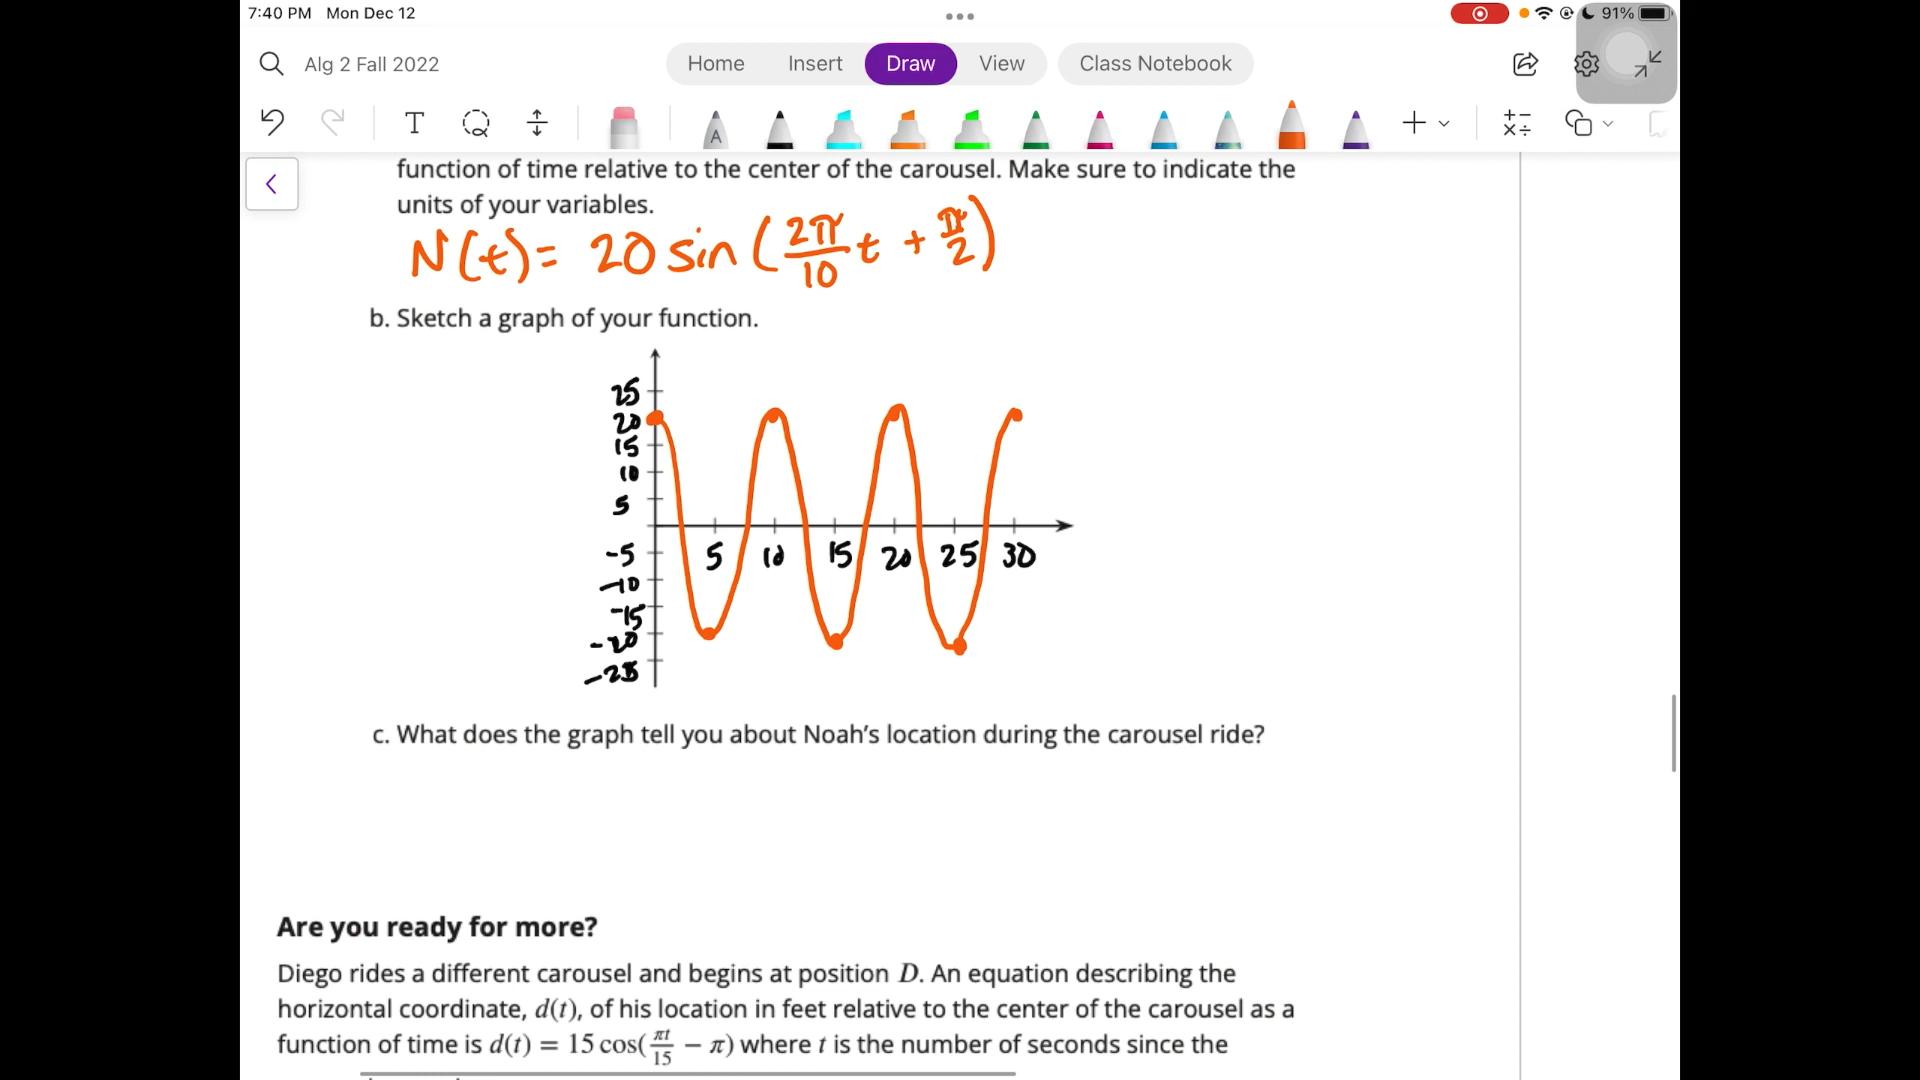 7:40 PM Mon Dec 12
91%
Alg 2 Fall 2022
Home Insert Draw View Class Notebook
T
A
function of time relative to the center of the carousel. Make sure to indicate the
units of your variables.
N(t) = 20 sin (2π/10 t + π/2)
b. Sketch a graph of your function.
25
20
15
10
5
-5 5 10 15 20 25 30
-10
-15
-20
-25
c. What does the graph tell you about Noah's location during the carousel ride?
Are you ready for more?
Diego rides a different carousel and begins at position D. An equation describing the
horizontal coordinate, d(t), of his location in feet relative to the center of the carousel as a
function of time is d(t) = 15 cos(πt/15 − π) where t is the number of seconds since the